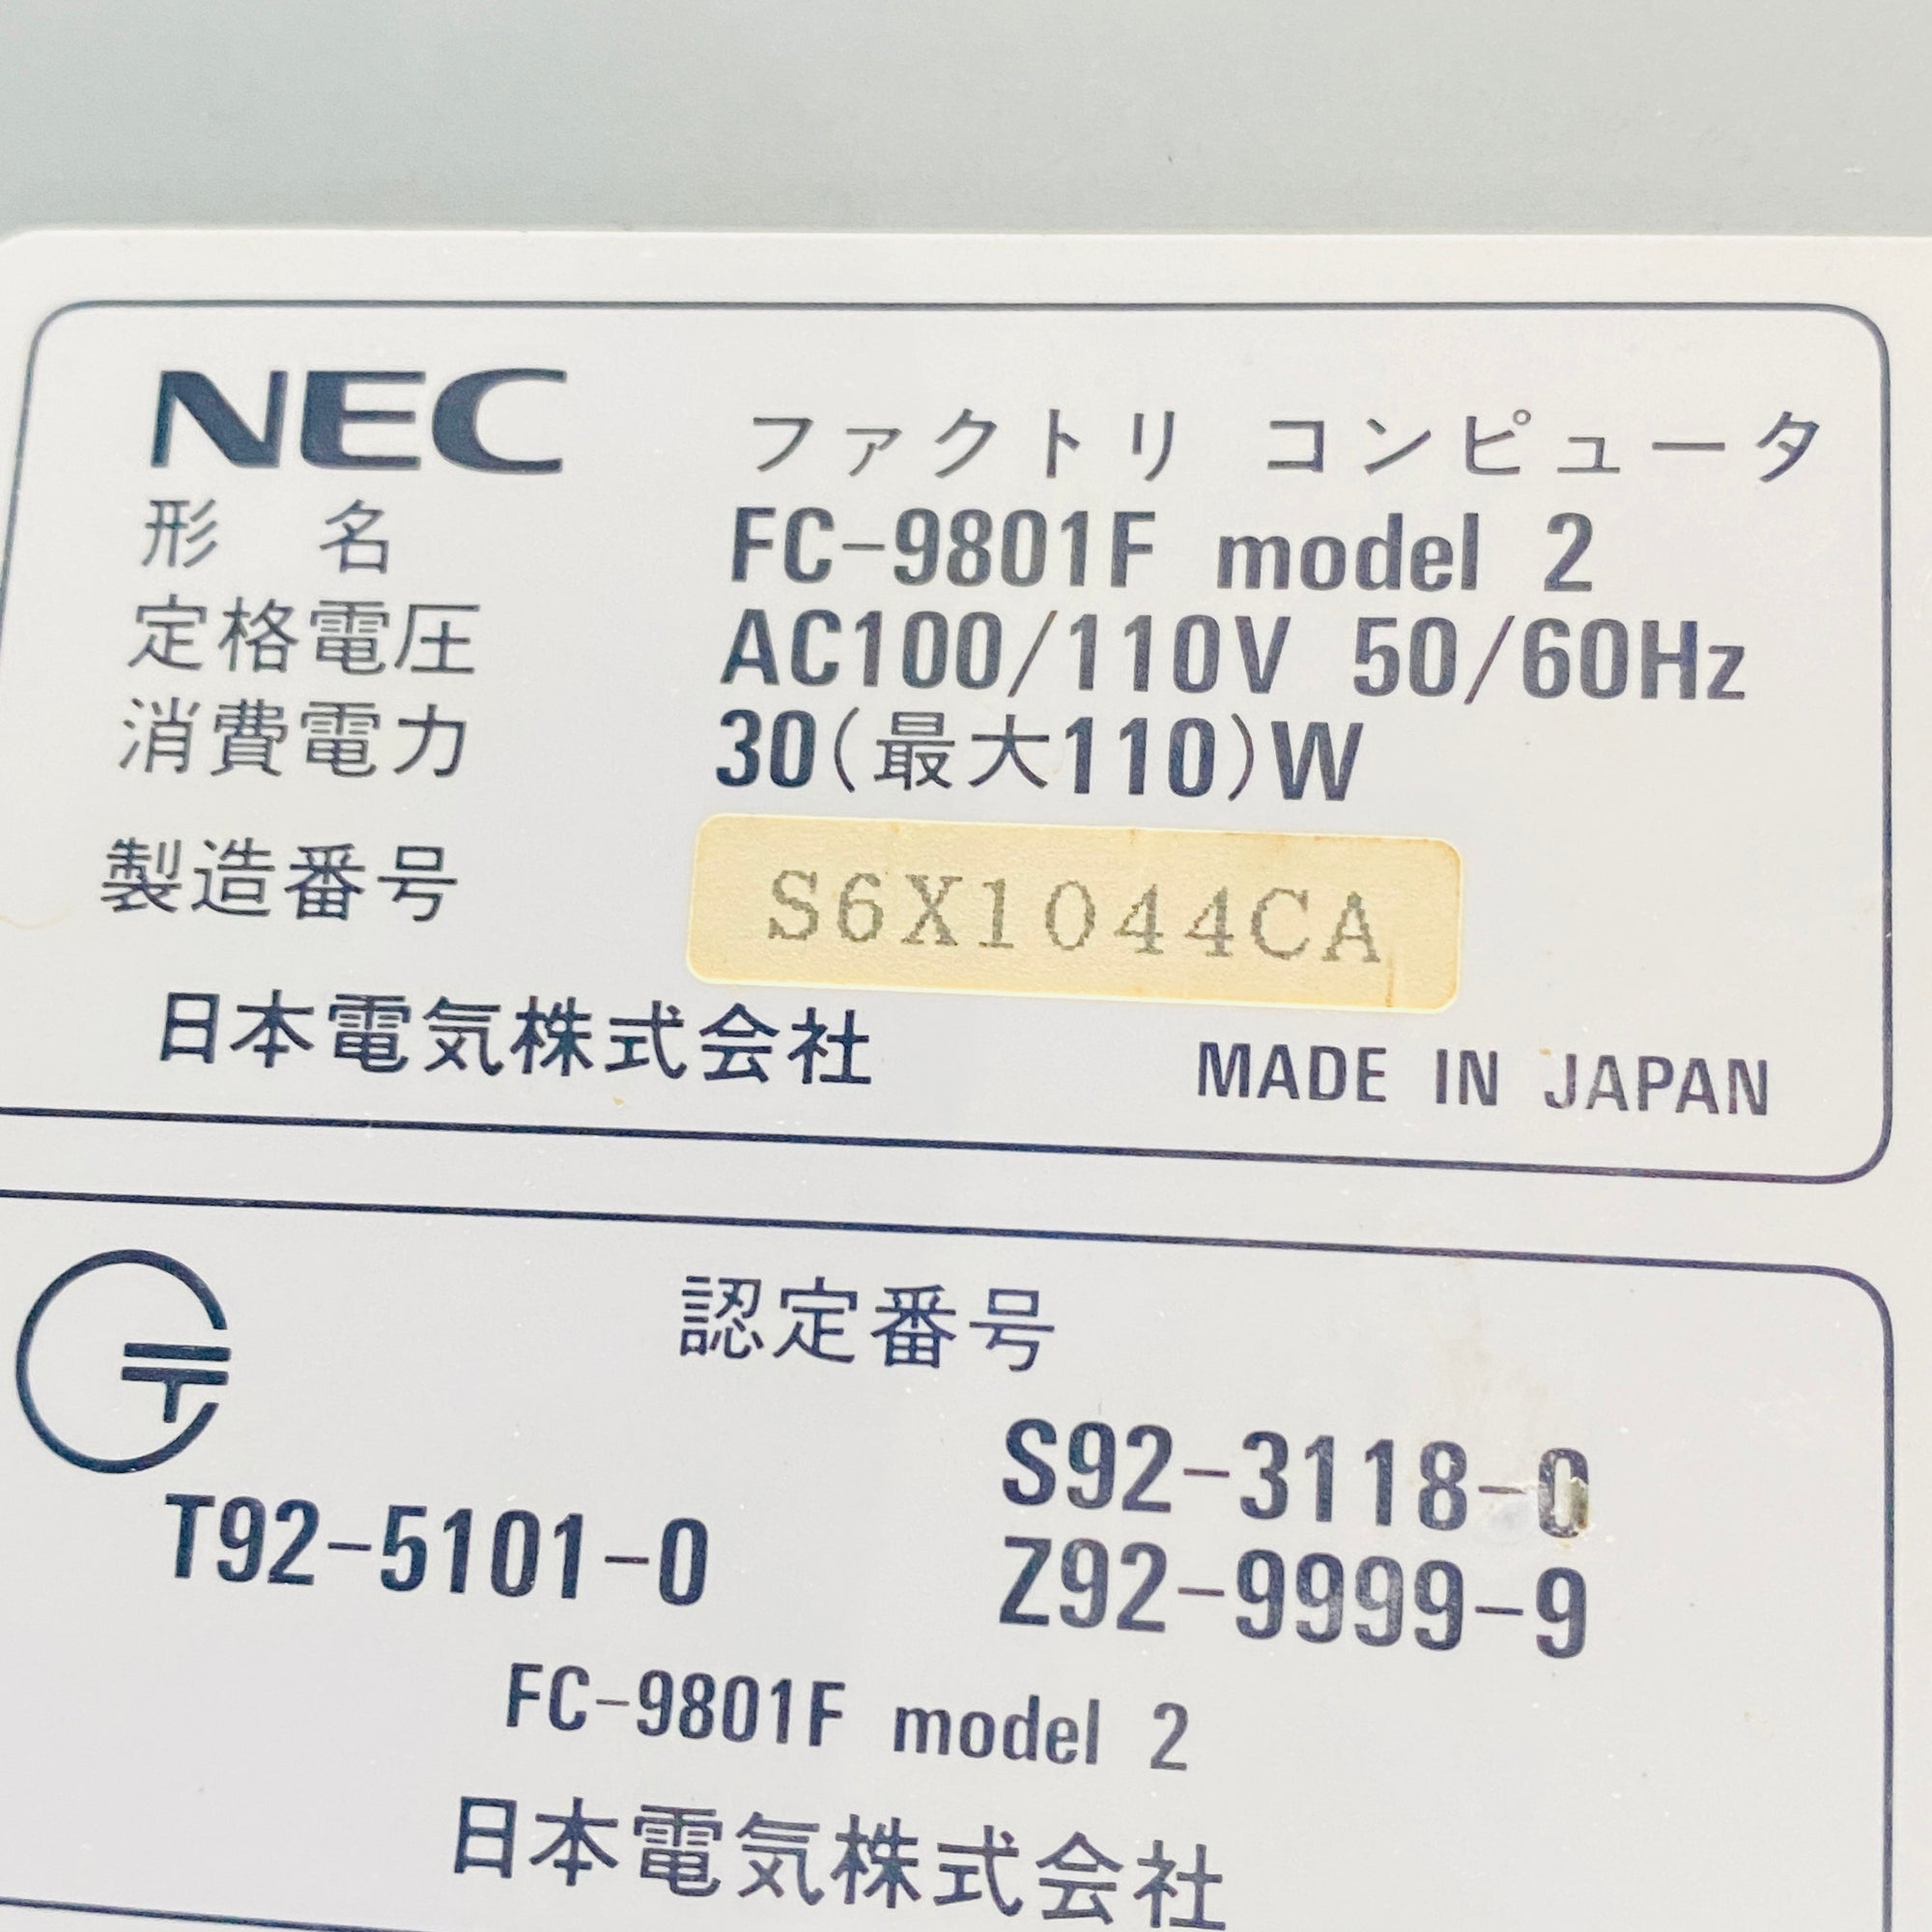 NEC ファクトリ コンピュータ
形 名 FC-9801F model 2
定格電圧 AC100/110V 50/60Hz
消費電力 30(最大110)W
製造番号 S6X1044CA
日本電気株式会社 MADE IN JAPAN
認定番号
S92-3118-0
T92-5101-0
Z92-9999-9
FC-9801F model 2
日本電気株式会社